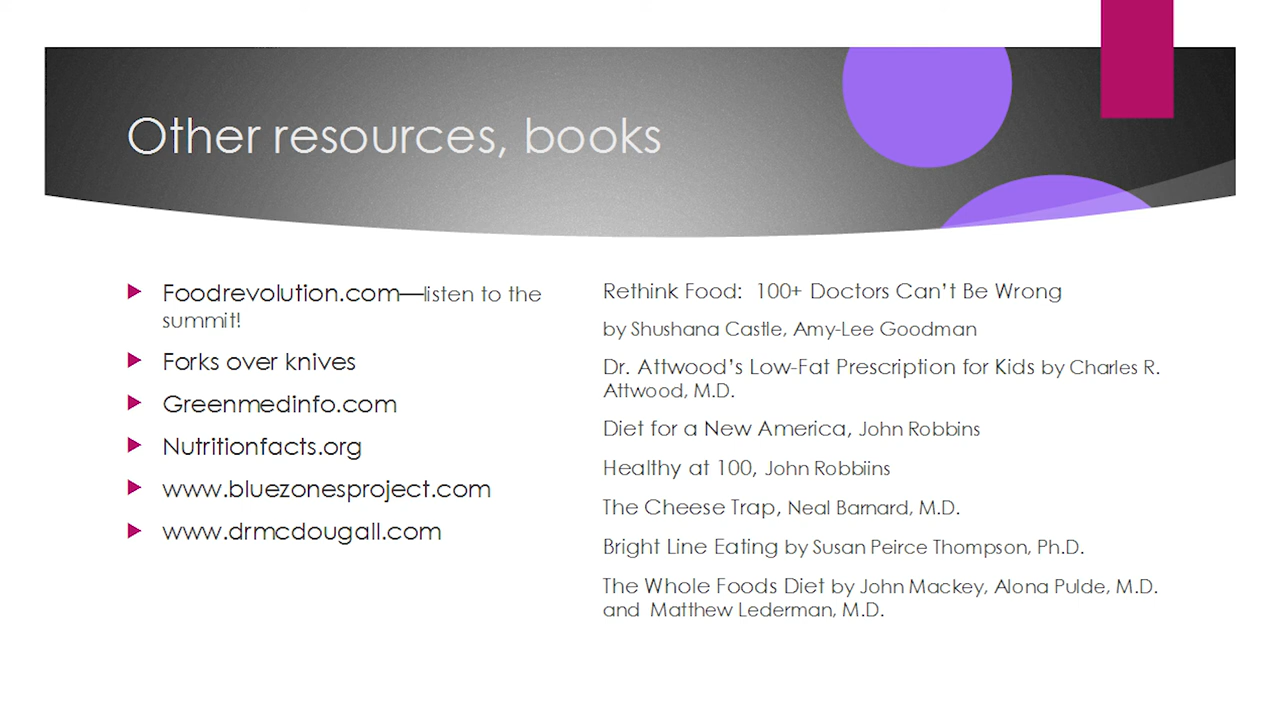 Other resources, books
Foodrevolution.com—listen to the
summit!
Forks over knives
Greenmedinfo.com
Nutritionfacts.org
www.bluezonesproject.com
www.drmcdougall.com
Rethink Food:  100+ Doctors Can't Be Wrong
by Shushana Castle, Amy-Lee Goodman
Dr. Attwood's Low-Fat Prescription for Kids by Charles R.
Attwood, M.D.
Diet for a New America, John Robbins
Healthy at 100, John Robbiins
The Cheese Trap, Neal Barnard, M.D.
Bright Line Eating by Susan Peirce Thompson, Ph.D.
The Whole Foods Diet by John Mackey, Alona Pulde, M.D.
and  Matthew Lederman, M.D.